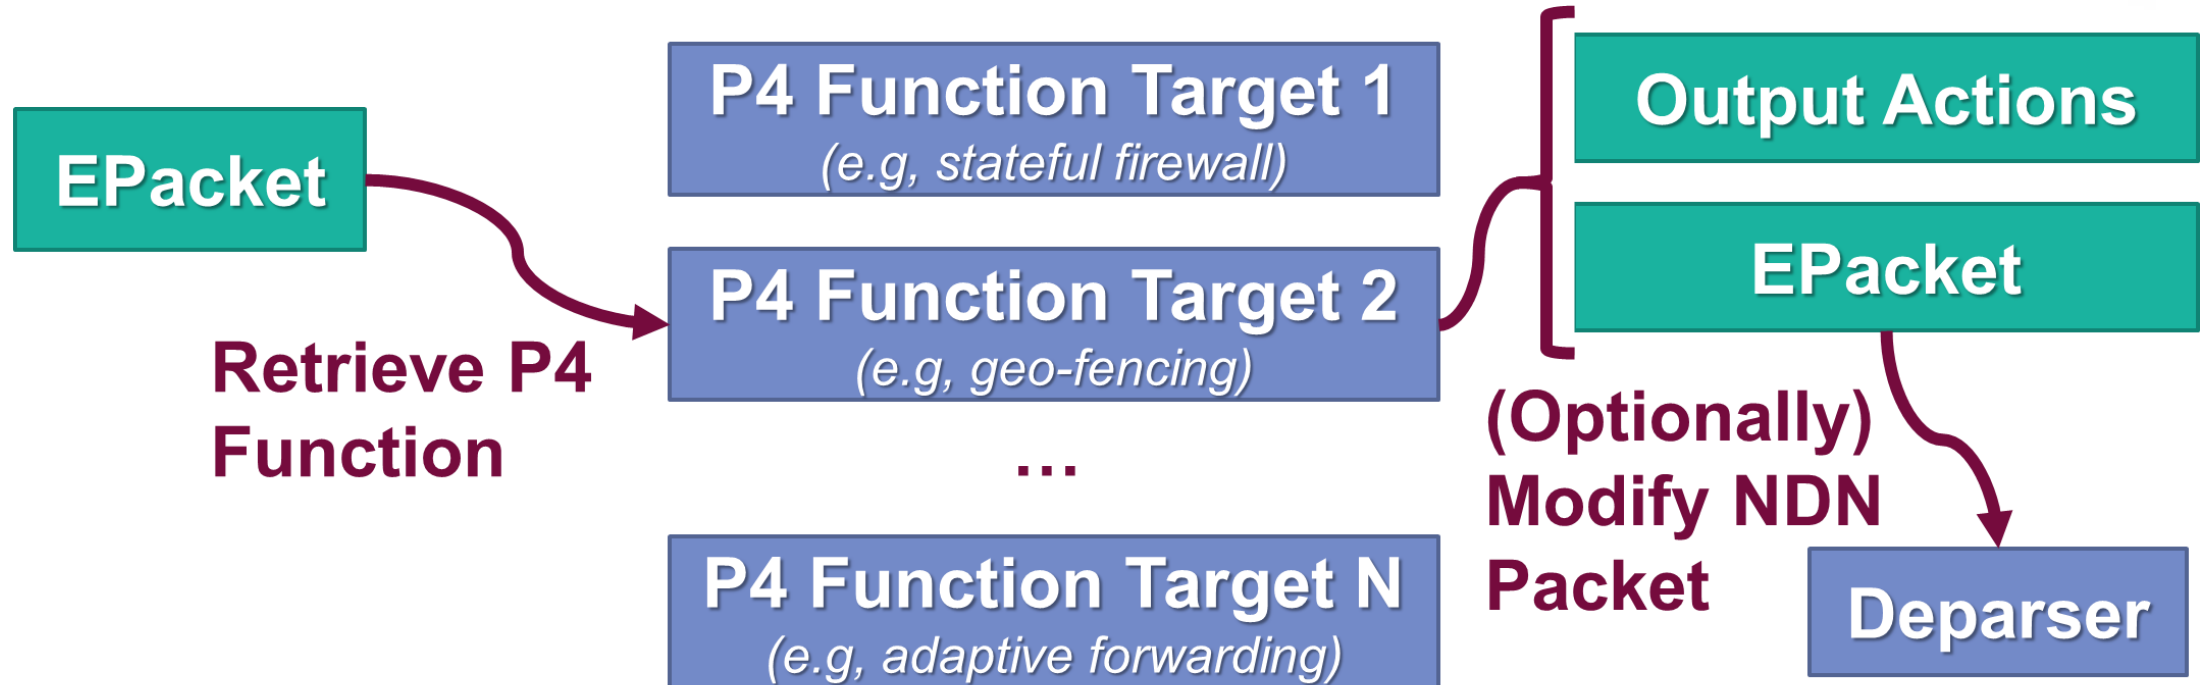 EPacket
Retrieve P4
Function
P4 Function Target 1
(e.g, stateful firewall)
P4 Function Target 2
(e.g, geo-fencing)
...
P4 Function Target N
(e.g, adaptive forwarding)
Output Actions
EPacket
(Optionally)
Modify NDN
Packet
Deparser